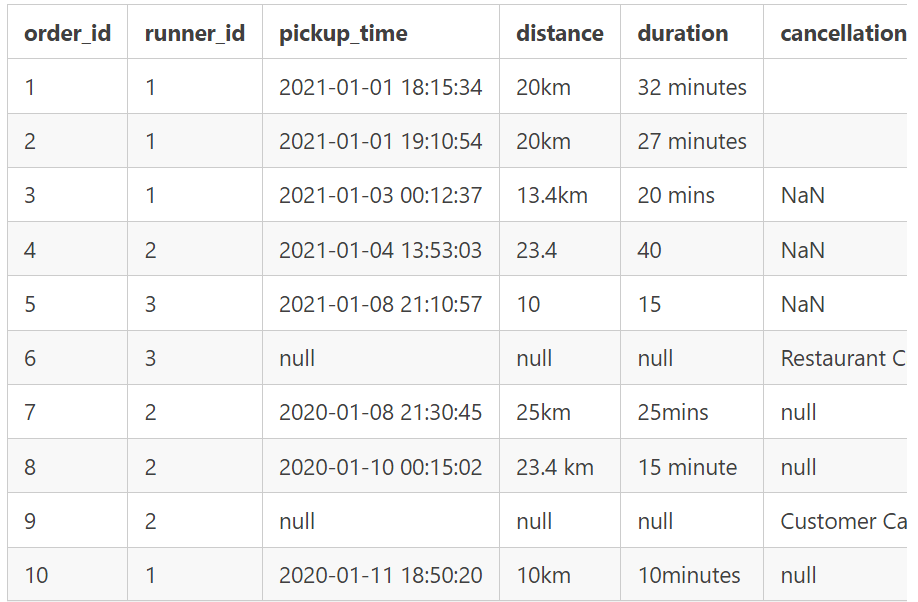 order_id runner_id pickup_time distance duration cancellation
1 1 2021-01-01 18:15:34 20km 32 minutes
2 1 2021-01-01 19:10:54 20km 27 minutes
3 1 2021-01-03 00:12:37 13.4km 20 mins NaN
4 2 2021-01-04 13:53:03 23.4 40 NaN
5 3 2021-01-08 21:10:57 10 15 NaN
6 3 null null null Restaurant C
7 2 2020-01-08 21:30:45 25km 25mins null
8 2 2020-01-10 00:15:02 23.4 km 15 minute null
9 2 null null null Customer Ca
10 1 2020-01-11 18:50:20 10km 10minutes null